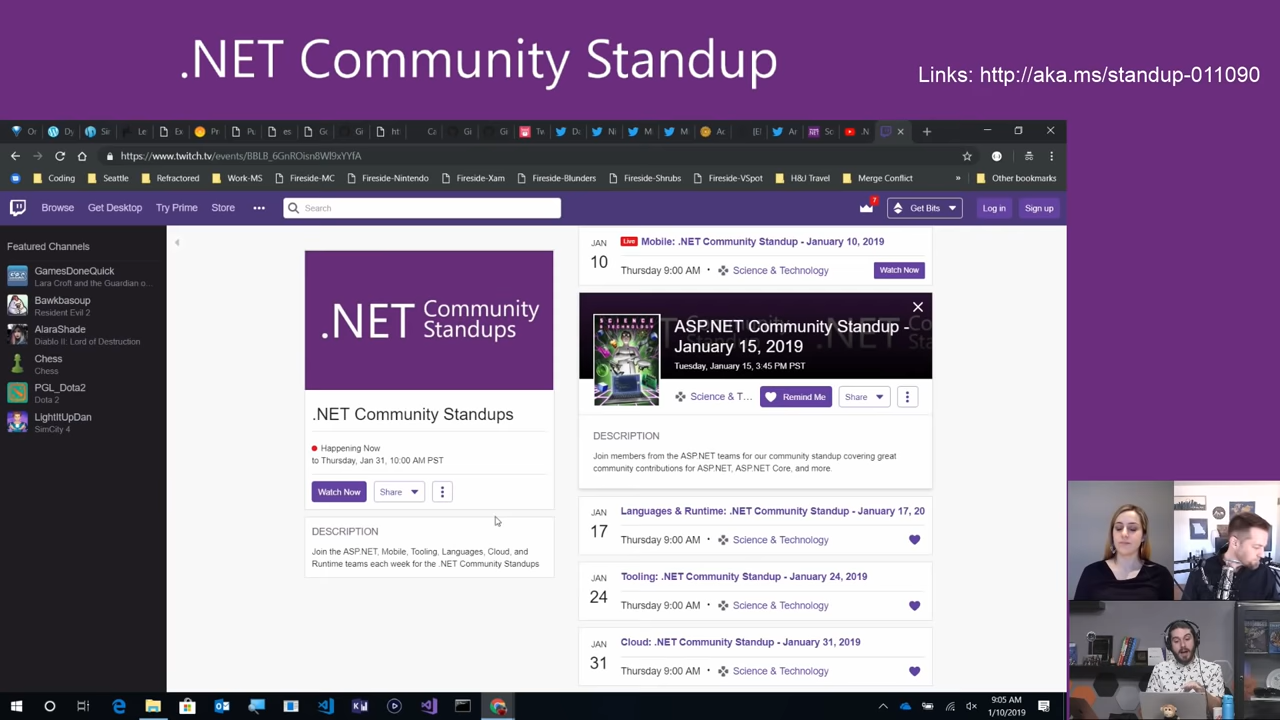 .NET Community Standup
Links: http://aka.ms/standup-011090
https://www.twitch.tv/events/8BLB_6GnROisn8Wl9xYYfA
Coding
Seattle
Refractored
Work-MS
Fireside-MC
Fireside-Nintendo
Fireside-Xam
Fireside-Blunders
Fireside-Shrubs
Fireside-VSpot
H&J Travel
Merge Conflict
»
Other bookmarks
Browse
Get Desktop
Try Prime
Store
Search
7
Get Bits
Log in
Sign up
Featured Channels
GamesDoneQuick
Lara Croft and the Guardian o...
Bawkbasoup
Resident Evil 2
AlaraShade
Diablo II: Lord of Destruction
Chess
Chess
PGL_Dota2
Dota 2
LightItUpDan
SimCity 4
.NET Community
Standups
.NET Community Standups
Happening Now
to Thursday, Jan 31, 10:00 AM PST
Watch Now
Share
DESCRIPTION
Join the ASP.NET, Mobile, Tooling, Languages, Cloud, and
Runtime teams each week for the .NET Community Standups
JAN
10
Live Mobile: .NET Community Standup - January 10, 2019
Thursday 9:00 AM • Science & Technology
Watch Now
SCIENCE
& TECHNOLOGY
ASP.NET Community Standup -
January 15, 2019
Tuesday, January 15, 3:45 PM PST
Science & T...
Remind Me
Share
DESCRIPTION
Join members from the ASP.NET teams for our community standup covering great
community contributions for ASP.NET, ASP.NET Core, and more.
JAN
17
Languages & Runtime: .NET Community Standup - January 17, 20
Thursday 9:00 AM • Science & Technology
JAN
24
Tooling: .NET Community Standup - January 24, 2019
Thursday 9:00 AM • Science & Technology
JAN
31
Cloud: .NET Community Standup - January 31, 2019
Thursday 9:00 AM • Science & Technology
9:05 AM
1/10/2019